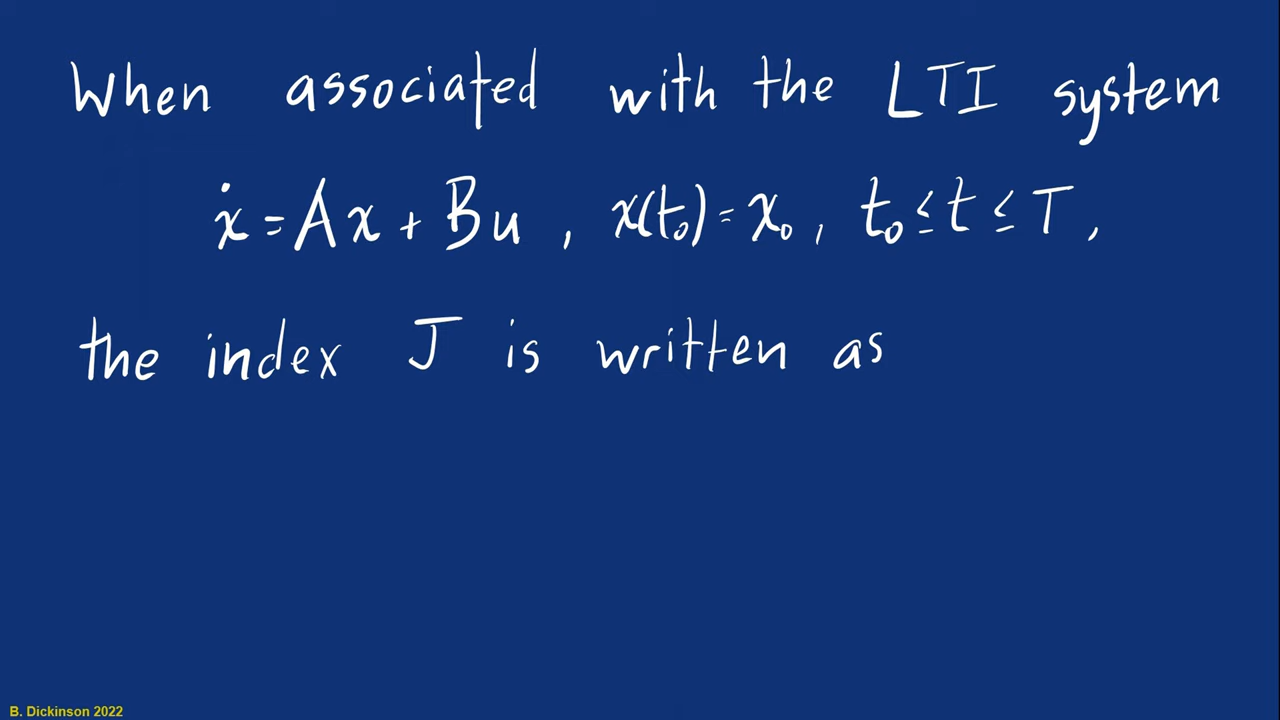 When associated with the LTI system
ẋ = Ax + Bu , x(t₀) = x₀ , t₀ ≤ t ≤ T ,
the index J is written as
B. Dickinson 2022